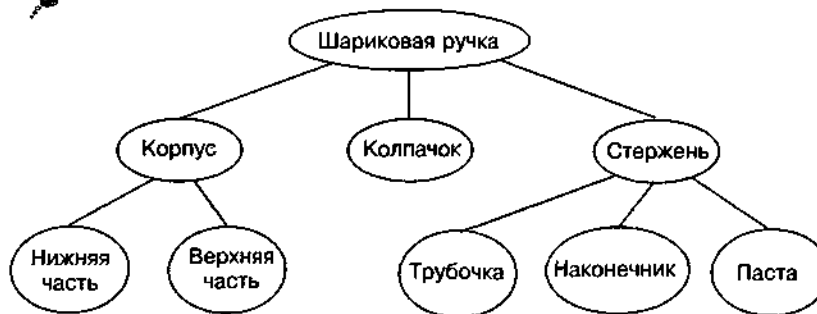 Шариковая ручка
Корпус
Колпачок
Стержень
Нижняя
часть
Верхняя
часть
Трубочка
Наконечник
Паста